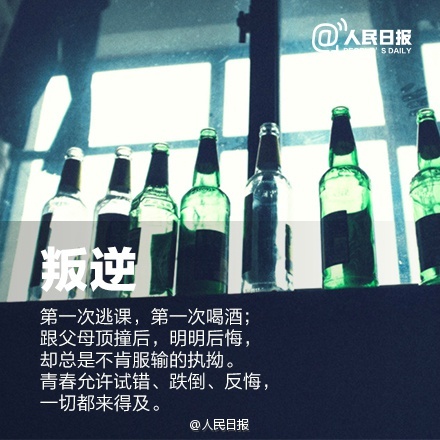 @人民日报
PEOPLE'S DAILY
叛逆
第一次逃课，第一次喝酒；
跟父母顶撞后，明明后悔，
却总是不肯服输的执拗。
青春允许试错、跌倒、反悔，
一切都来得及。
@人民日报